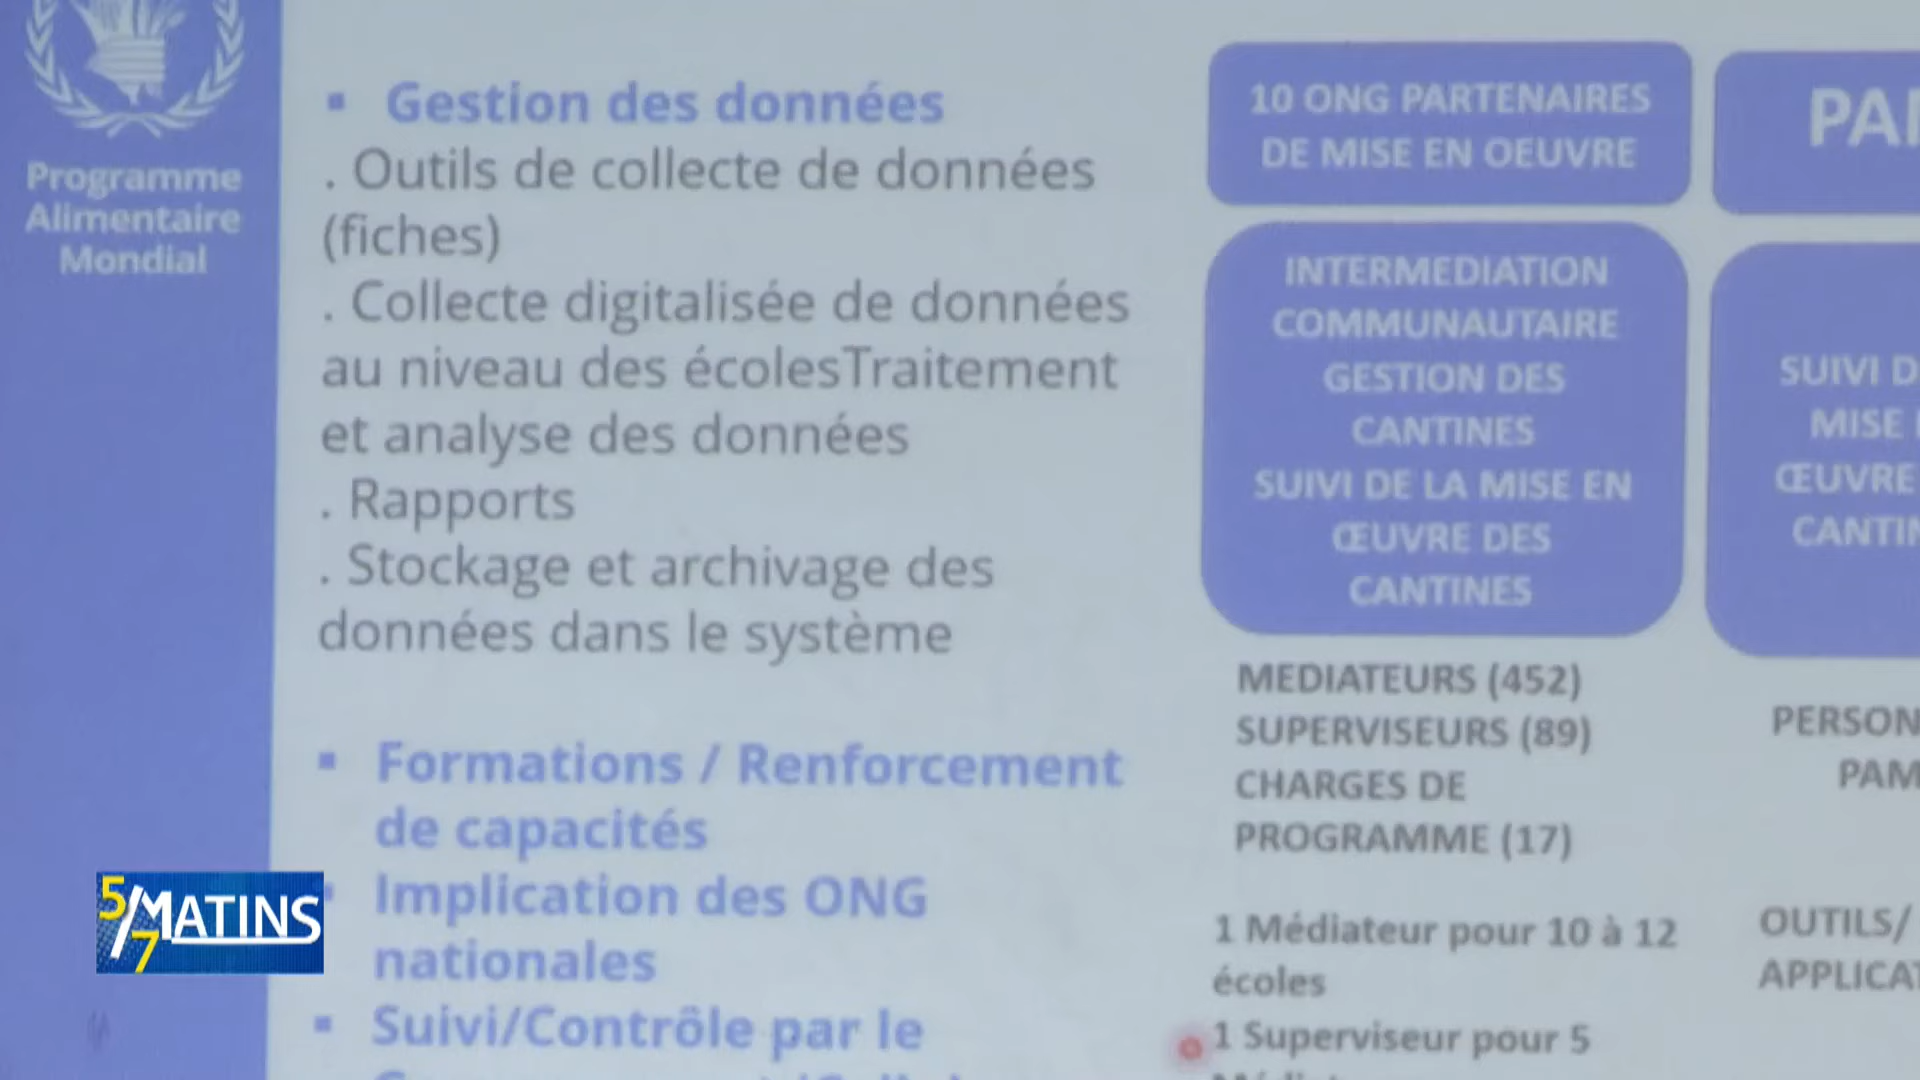 Programme
Alimentaire
Mondial
▪ Gestion des données
. Outils de collecte de données
(fiches)
. Collecte digitalisée de données
au niveau des écolesTraitement
et analyse des données
. Rapports
. Stockage et archivage des
données dans le système
▪ Formations / Renforcement
de capacités
▪ Implication des ONG
nationales
▪ Suivi/Contrôle par le
10 ONG PARTENAIRES
DE MISE EN OEUVRE
INTERMEDIATION
COMMUNAUTAIRE
GESTION DES
CANTINES
SUIVI DE LA MISE EN
ŒUVRE DES
CANTINES
MEDIATEURS (452)
SUPERVISEURS (89)
CHARGES DE
PROGRAMME (17)
1 Médiateur pour 10 à 12
écoles
1 Superviseur pour 5
SUIVI
MISE
ŒUVRE
PAM
OUTILS/
5/7 MATINS